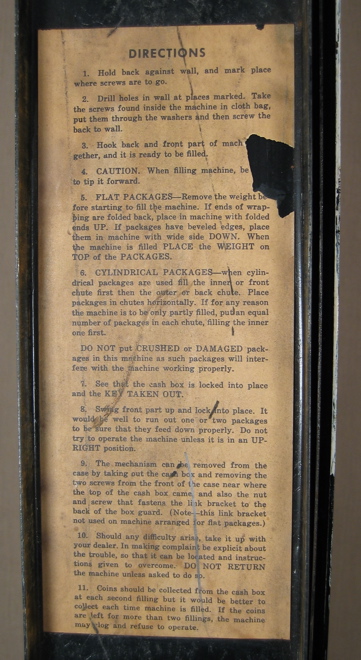 DIRECTIONS
1. Hold back against wall, and mark place
where screws are to go.
2. Drill holes in wall at places marked. Take
the screws found inside the machine in cloth bag,
put them through the washers and then screw the
back to wall.
3. Hook back and front part of mach
gether, and it is ready to be filled.
4. CAUTION. When filling machine, be
to tip it forward.
5. FLAT PACKAGES—Remove the weight be
fore starting to fill the machine. If ends of wrap-
ping are folded back, place in machine with folded
ends UP. If packages have beveled edges, place
them in machine with wide side DOWN. When
the machine is filled PLACE the WEIGHT on
TOP of the PACKAGES.
6. CYLINDRICAL PACKAGES—when cylin-
drical packages are used fill the inner or front
chute first then the outer or back chute. Place
packages in chutes horizontally. If for any reason
the machine is to be only partly filled, put an equal
number of packages in each chute, filling the inner
one first.
DO NOT put CRUSHED or DAMAGED pack-
ages in this machine as such packages will inter-
fere with the machine working properly.
7. See that the cash box is locked into place
and the KEY TAKEN OUT.
8. Swing front part up and lock into place. It
would be well to run out one or two packages
to be sure that they feed down properly. Do not
try to operate the machine unless it is in an UP-
RIGHT position.
9. The mechanism can be removed from the
case by taking out the cash box and removing the
two screws from the front of the case near where
the top of the cash box came, and also the nut
and screw that fastens the link bracket to the
back of the box guard. (Note—this link bracket
not used on machine arranged for flat packages.)
10. Should any difficulty arise, take it up with
your dealer. In making complaint be explicit about
the trouble, so that it can be located and instruc-
tions given to overcome. DO NOT RETURN
the machine unless asked to do so.
11. Coins should be collected from the cash box
at each second filling but it would be better to
collect each time machine is filled. If the coins
are left for more than two fillings, the machine
may clog and refuse to operate.